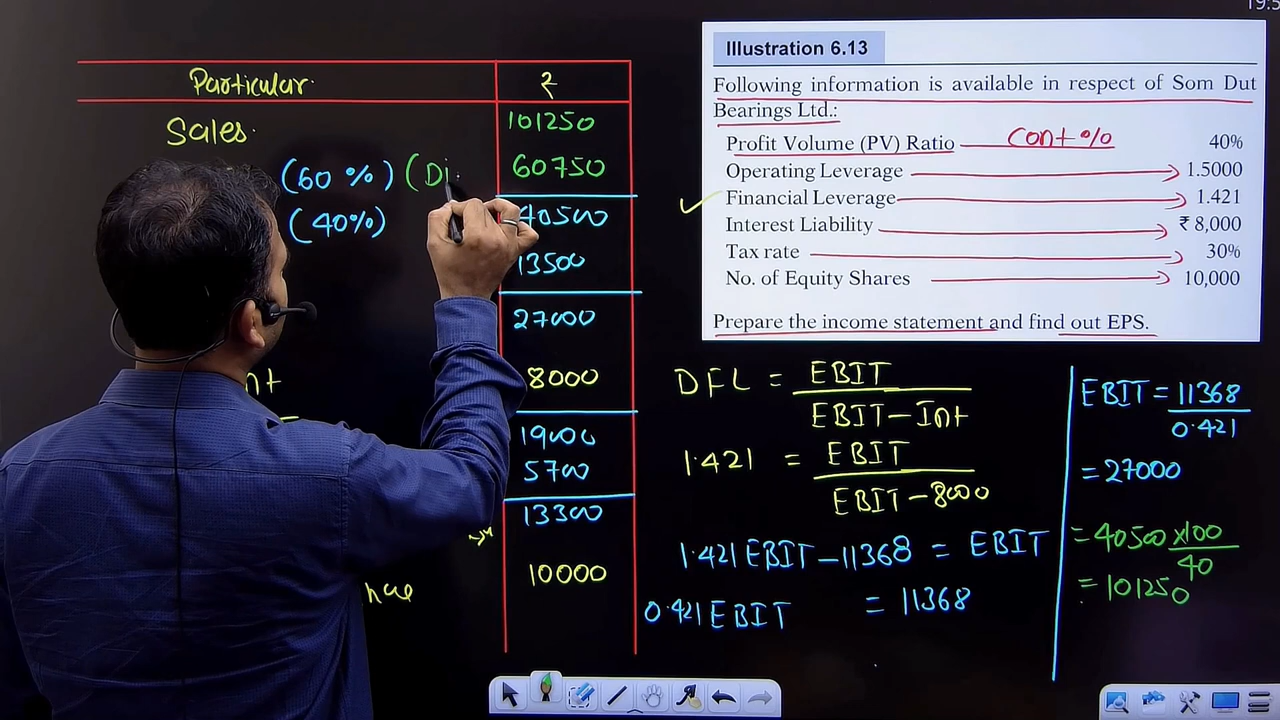 19:5
Particular. ₹
Sales. 101250
(60 %) (Di 60750
(40%) 40500
13500
27000
nt 8000
19000
5700
13300
10000
Illustration 6.13
Following information is available in respect of Som Dut
Bearings Ltd.:
Profit Volume (PV) Ratio cont % 40%
Operating Leverage 1.5000
Financial Leverage 1.421
Interest Liability ₹ 8,000
Tax rate 30%
No. of Equity Shares 10,000
Prepare the income statement and find out EPS.
DFL = EBIT
EBIT-Int
1.421 = EBIT
EBIT-8000
1.421 EBIT-11368 = EBIT
0.421 EBIT = 11368
EBIT = 11368
0.421
= 27000
= 40500 x 100
40
= 101250